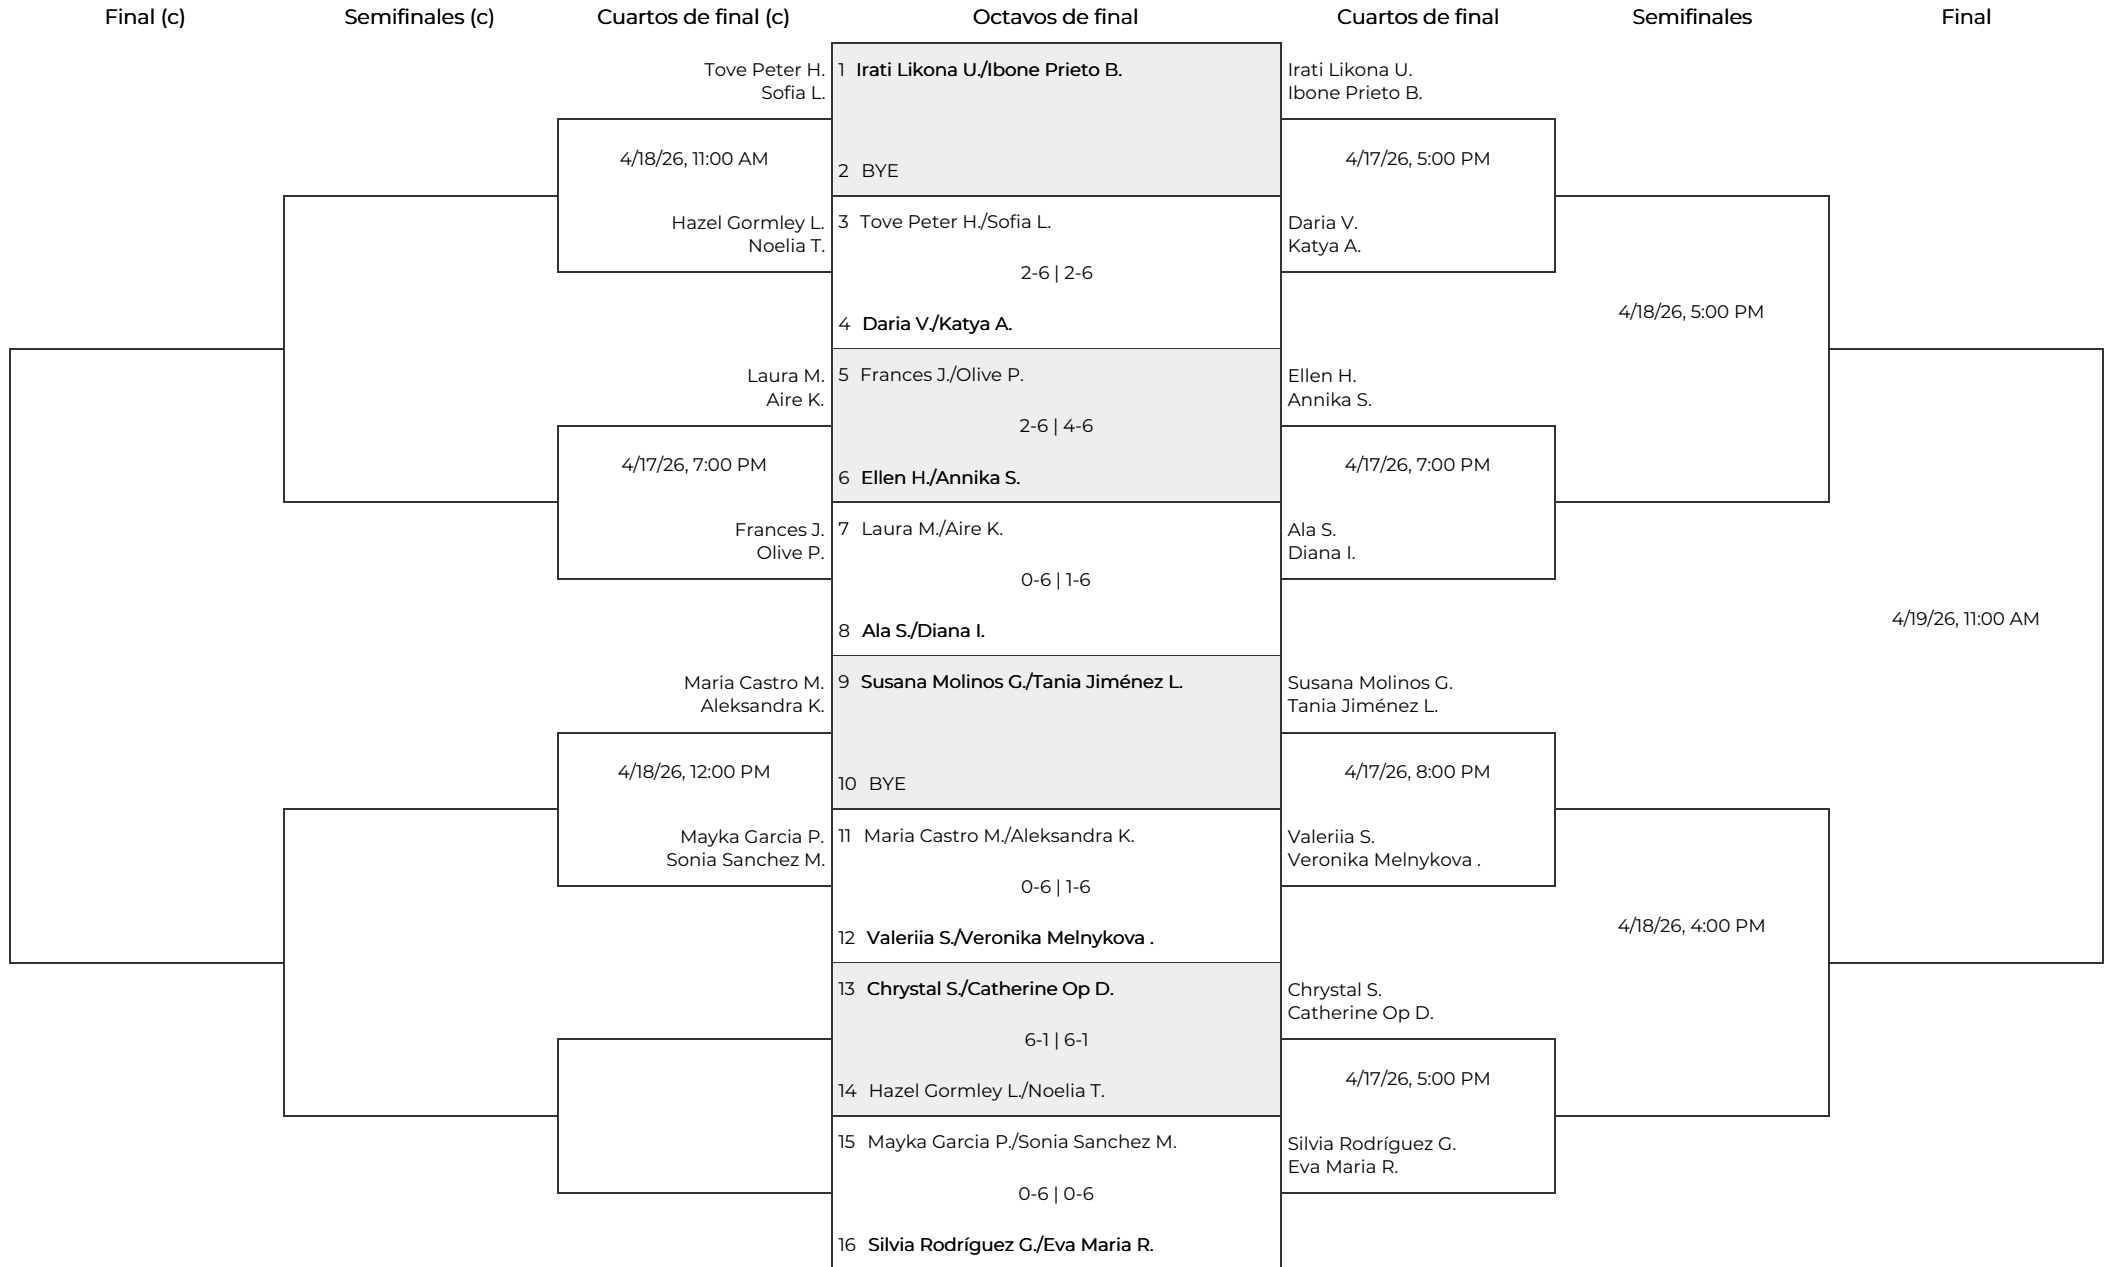 Final (c)
Semifinales (c)
Cuartos de final (c)
Octavos de final
Cuartos de final
Semifinales
Final
Tove Peter H.
Sofia L.
4/18/26, 11:00 AM
Hazel Gormley L.
Noelia T.
Laura M.
Aire K.
4/17/26, 7:00 PM
Frances J.
Olive P.
Maria Castro M.
Aleksandra K.
4/18/26, 12:00 PM
Mayka Garcia P.
Sonia Sanchez M.
1 Irati Likona U./Ibone Prieto B.
2 BYE
3 Tove Peter H./Sofia L.
2-6 | 2-6
4 Daria V./Katya A.
5 Frances J./Olive P.
2-6 | 4-6
6 Ellen H./Annika S.
7 Laura M./Aire K.
0-6 | 1-6
8 Ala S./Diana I.
9 Susana Molinos G./Tania Jiménez L.
10 BYE
11 Maria Castro M./Aleksandra K.
0-6 | 1-6
12 Valeriia S./Veronika Melnykova .
13 Chrystal S./Catherine Op D.
6-1 | 6-1
14 Hazel Gormley L./Noelia T.
15 Mayka Garcia P./Sonia Sanchez M.
0-6 | 0-6
16 Silvia Rodríguez G./Eva Maria R.
Irati Likona U.
Ibone Prieto B.
4/17/26, 5:00 PM
Daria V.
Katya A.
Ellen H.
Annika S.
4/17/26, 7:00 PM
Ala S.
Diana I.
Susana Molinos G.
Tania Jiménez L.
4/17/26, 8:00 PM
Valeriia S.
Veronika Melnykova .
Chrystal S.
Catherine Op D.
4/17/26, 5:00 PM
Silvia Rodríguez G.
Eva Maria R.
4/18/26, 5:00 PM
4/18/26, 4:00 PM
4/19/26, 11:00 AM